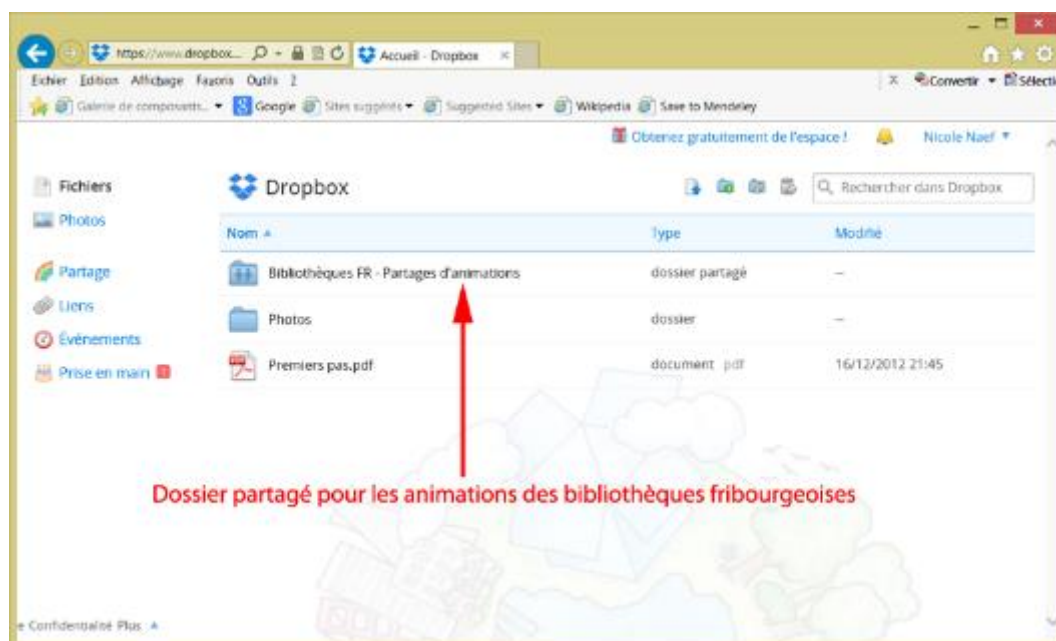 https://www.dropbox... Accueil - Dropbox
Fichier Edition Affichage Favoris Outils ?
Convertir Sélecti
Galerie de composants... Google Sites suggérés Suggested Sites Wikipedia Save to Mendeley
Obtenez gratuitement de l'espace ! Nicole Naef
Fichiers
Dropbox
Rechercher dans Dropbox
Photos
Nom Type Modifié
Partage
Bibliothèques FR - Partages d'animations dossier partagé --
Liens
Photos dossier --
Événements
Premiers pas.pdf document pdf 16/12/2012 21:45
Prise en main
Dossier partagé pour les animations des bibliothèques fribourgeoises
e Confidentialité Plus